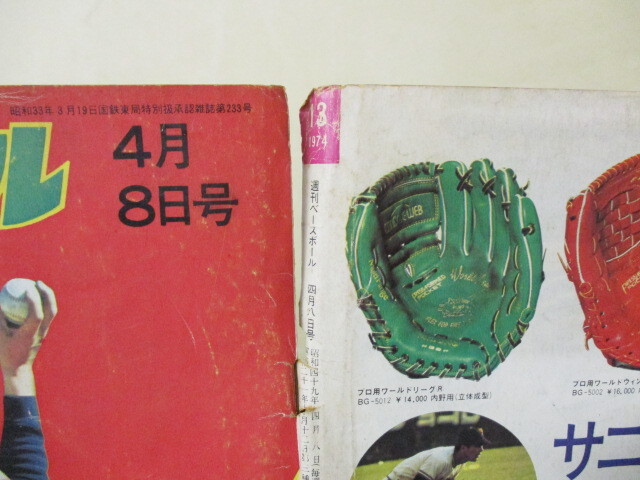 昭和33年3月19日国鉄東局特別扱承認雑誌第233号
ル
4月
8日号
13
1974
週刊ベースボール 四月八日号
昭和四十九年四月八日
プロ用ワールドリーグR
BG-5012 ¥14,000 内野用(立体成型)
プロ用ワールドウィン
BG-5002 ¥16,000
サニ